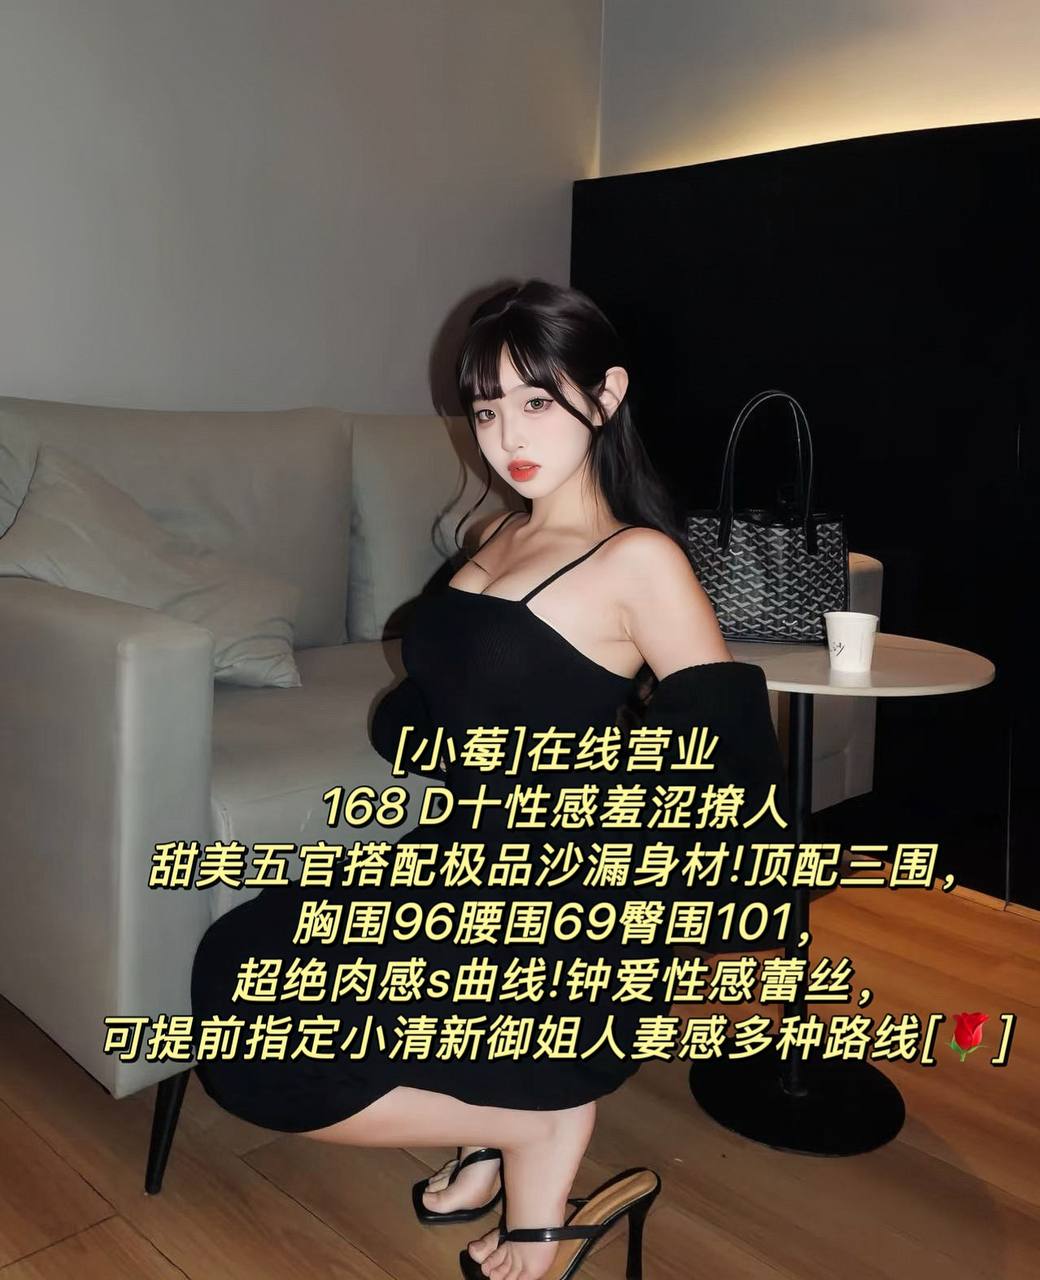 [小莓]在线营业
168 D十性感羞涩撩人
甜美五官搭配极品沙漏身材!顶配三围，
胸围96腰围69臀围101，
超绝肉感s曲线!钟爱性感蕾丝，
可提前指定小清新御姐人妻感多种路线[🌹]